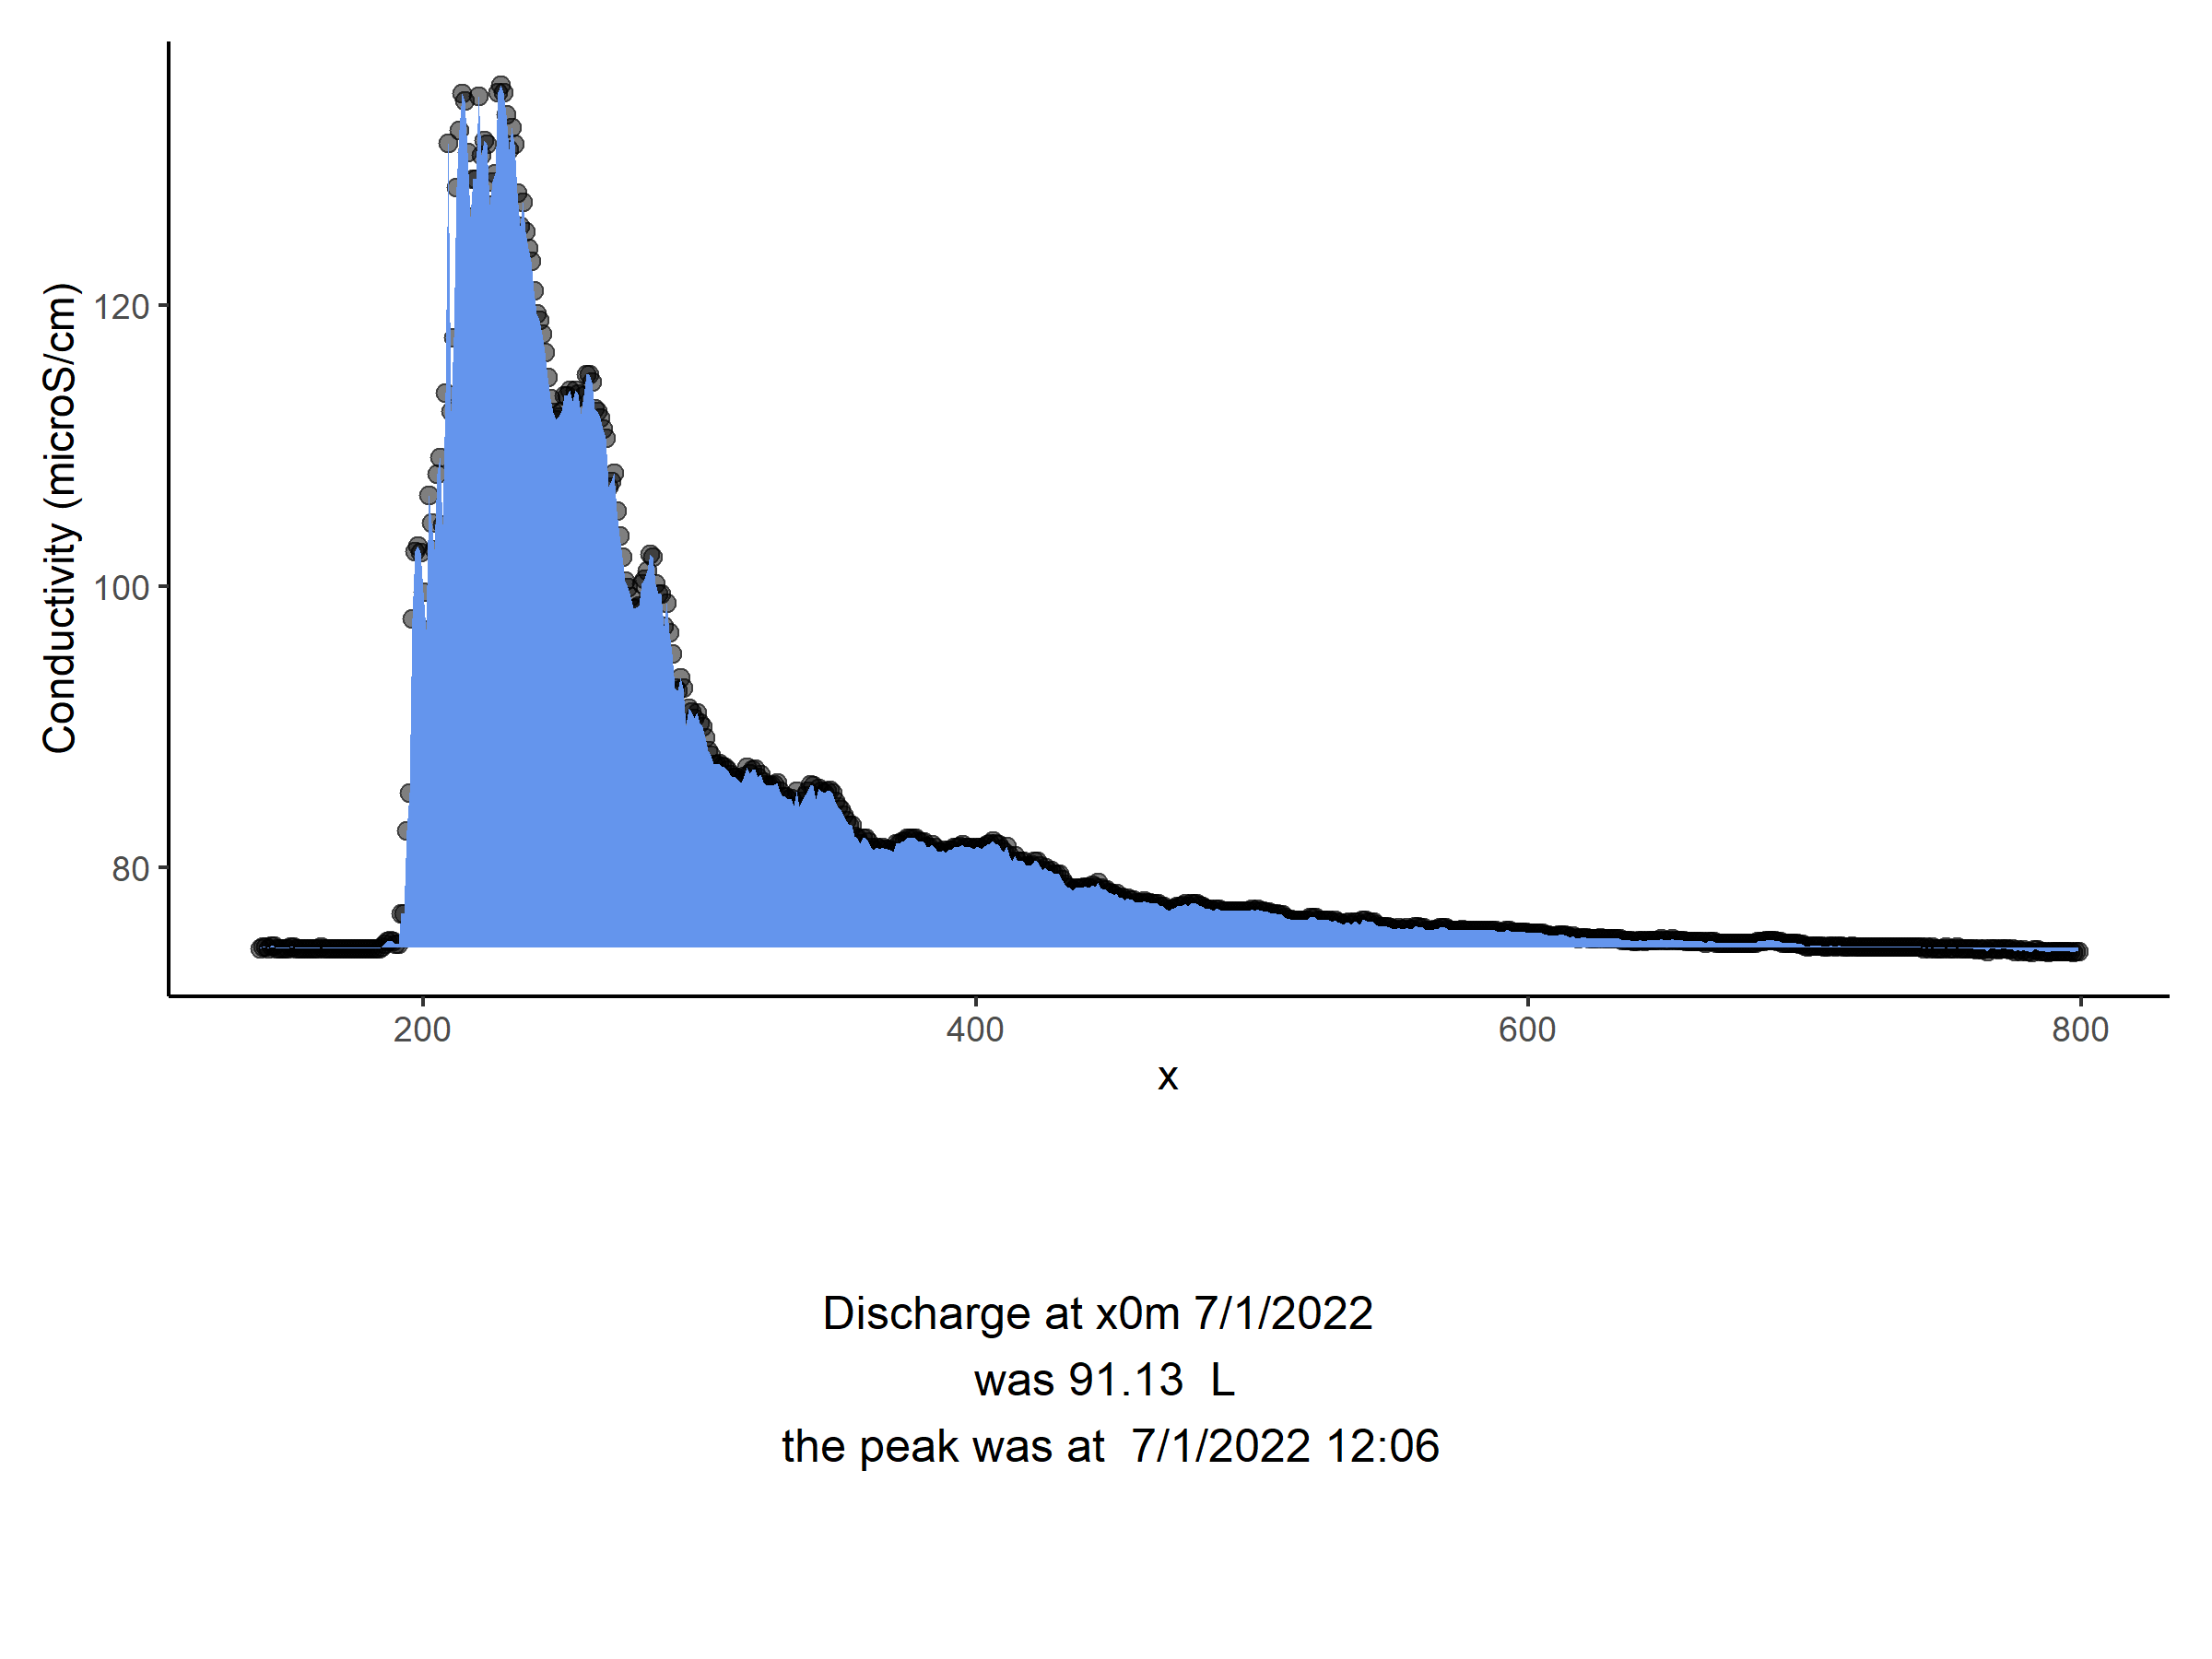 Conductivity (microS/cm)
120
100
80
200 400 600 800
x
Discharge at x0m 7/1/2022
was 91.13  L
the peak was at  7/1/2022 12:06